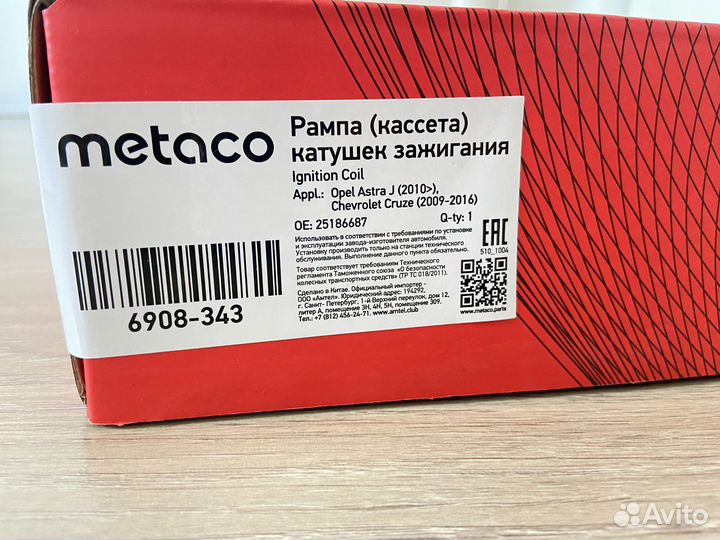 metaco
6908-343
Рампа (кассета)
катушек зажигания
Ignition Coil
Appl.: Opel Astra J (2010>),
Chevrolet Cruze (2009-2016)
OE: 25186687 Q-ty: 1
Использовать в соответствии с требованиями по установке
и эксплуатации завода-изготовителя автомобиля.
Установку производить только на станции технического
обслуживания. Выполнение данного пункта обязательно.
Товар соответствует требованиям Технического
регламента Таможенного союза «О безопасности
колесных транспортных средств» (ТР ТС 018/2011).
Сделано в Китае. Официальный импортер -
ООО «Амтел». Юридический адрес: 194292,
г. Санкт- Петербург, 1-й Верхний переулок, дом 12,
литер А, помещение 3Н, 4Н, 5Н, помещение 309.
Тел.: +7 (812) 456-24-71. www.amtel.club
EAC
510_1004
www.metaco.parts
Avito